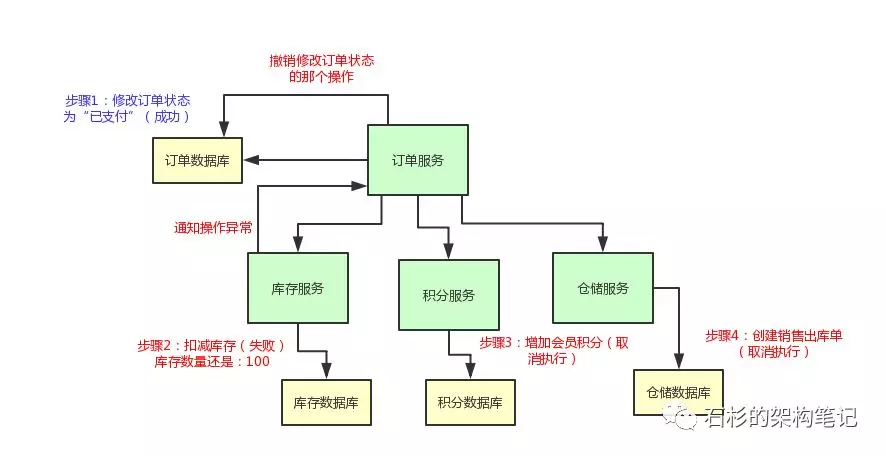 撤销修改订单状态
的那个操作
步骤1：修改订单状态
为“已支付”（成功）
订单数据库
订单服务
通知操作异常
库存服务
积分服务
仓储服务
步骤2：扣减库存（失败）
库存数量还是：100
步骤3：增加会员积分（取
消执行）
步骤4：创建销售出库单
（取消执行）
库存数据库
积分数据库
仓储数据库
石杉的架构笔记